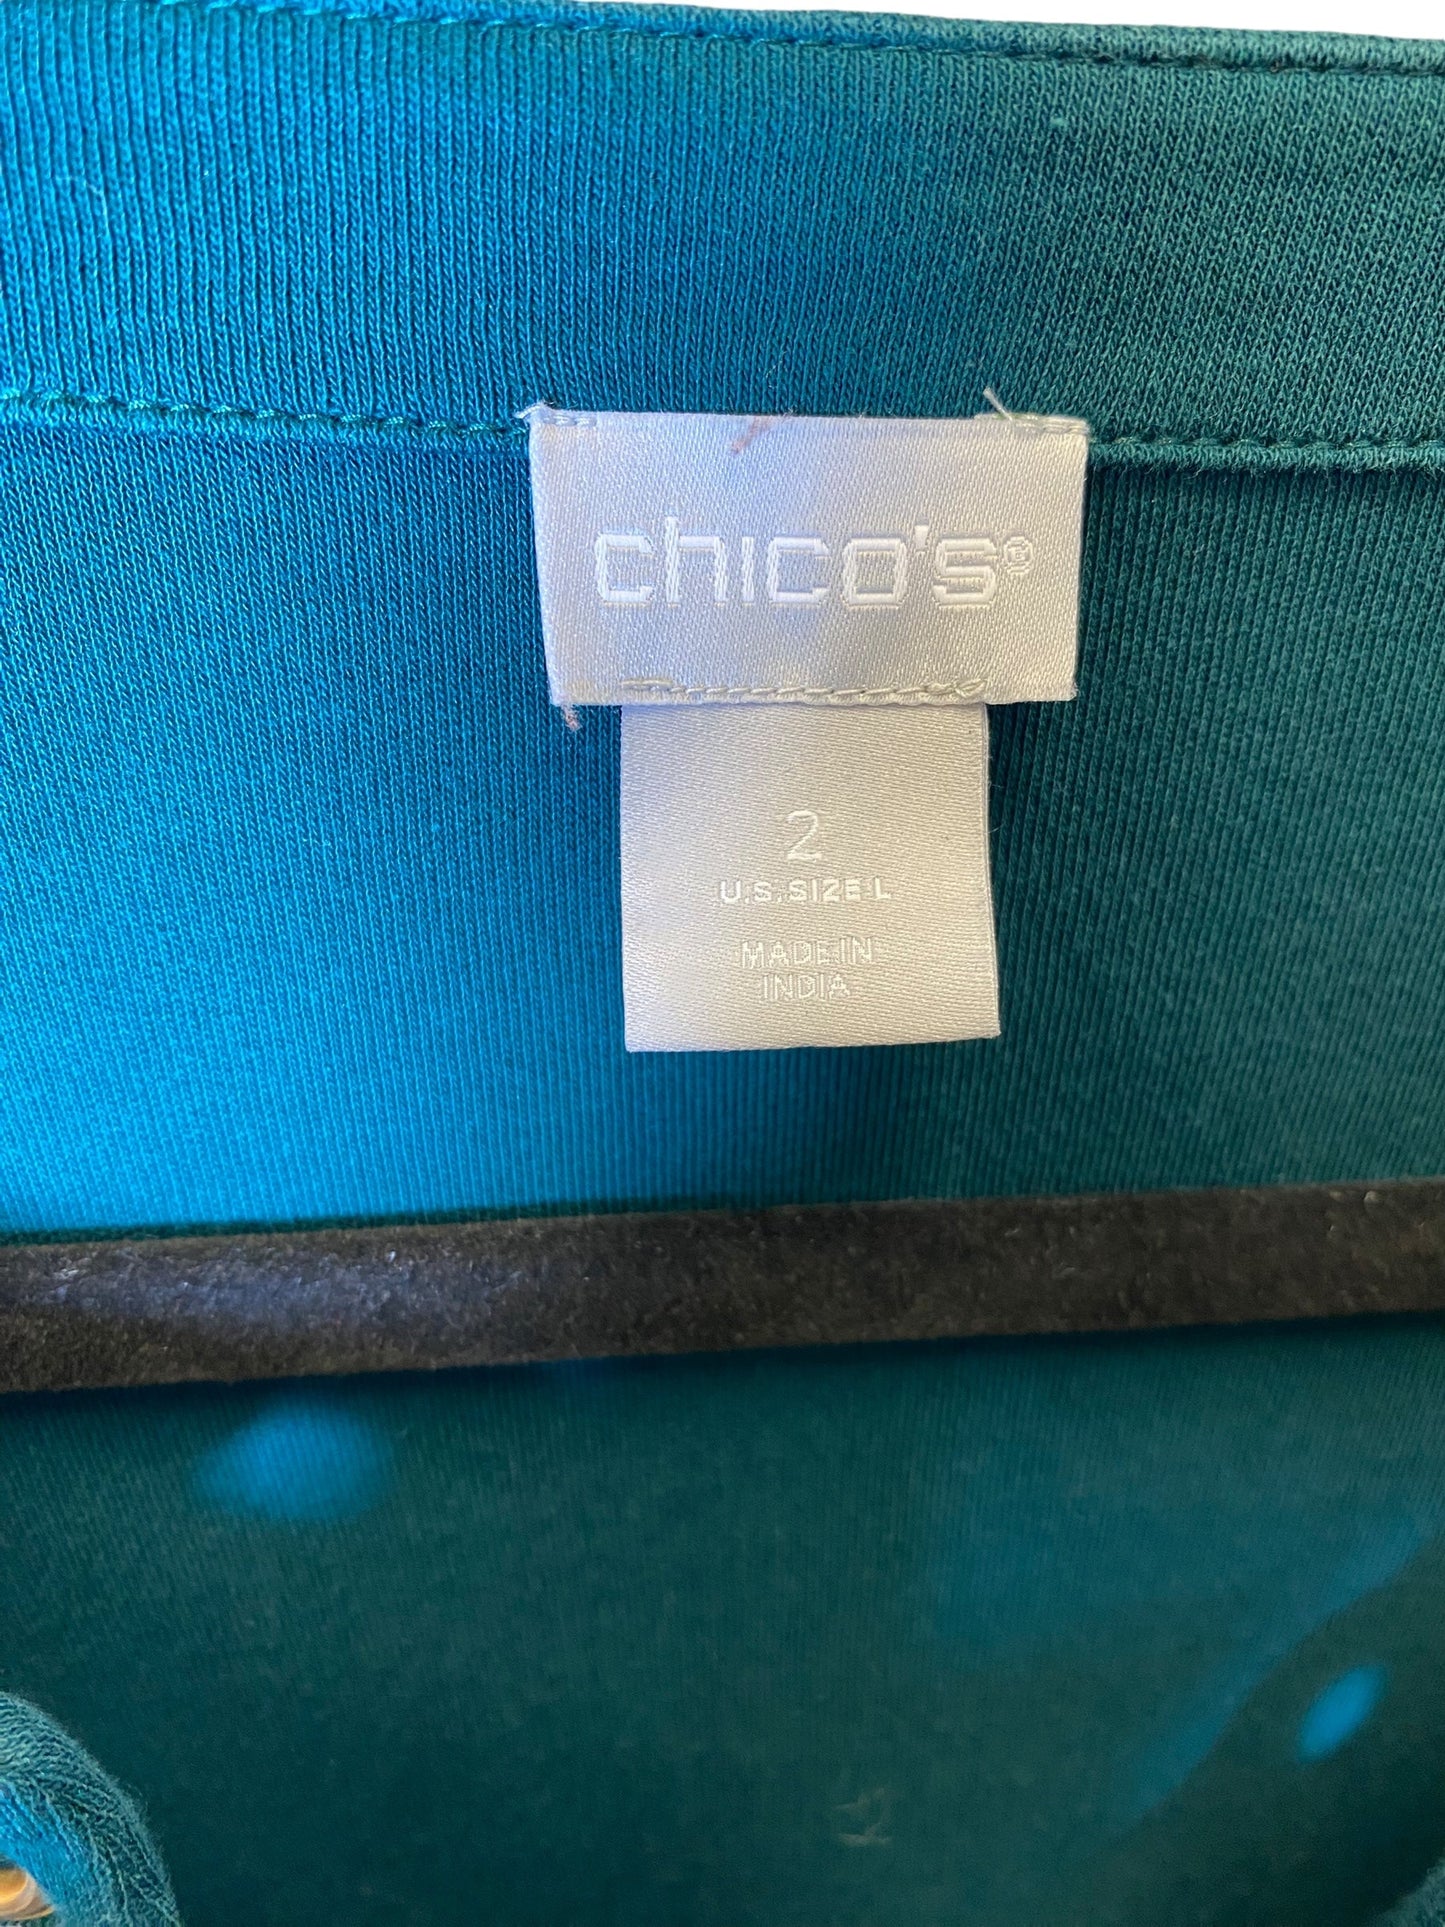 chico's®
2
U.S. SIZE L
MADE IN
INDIA